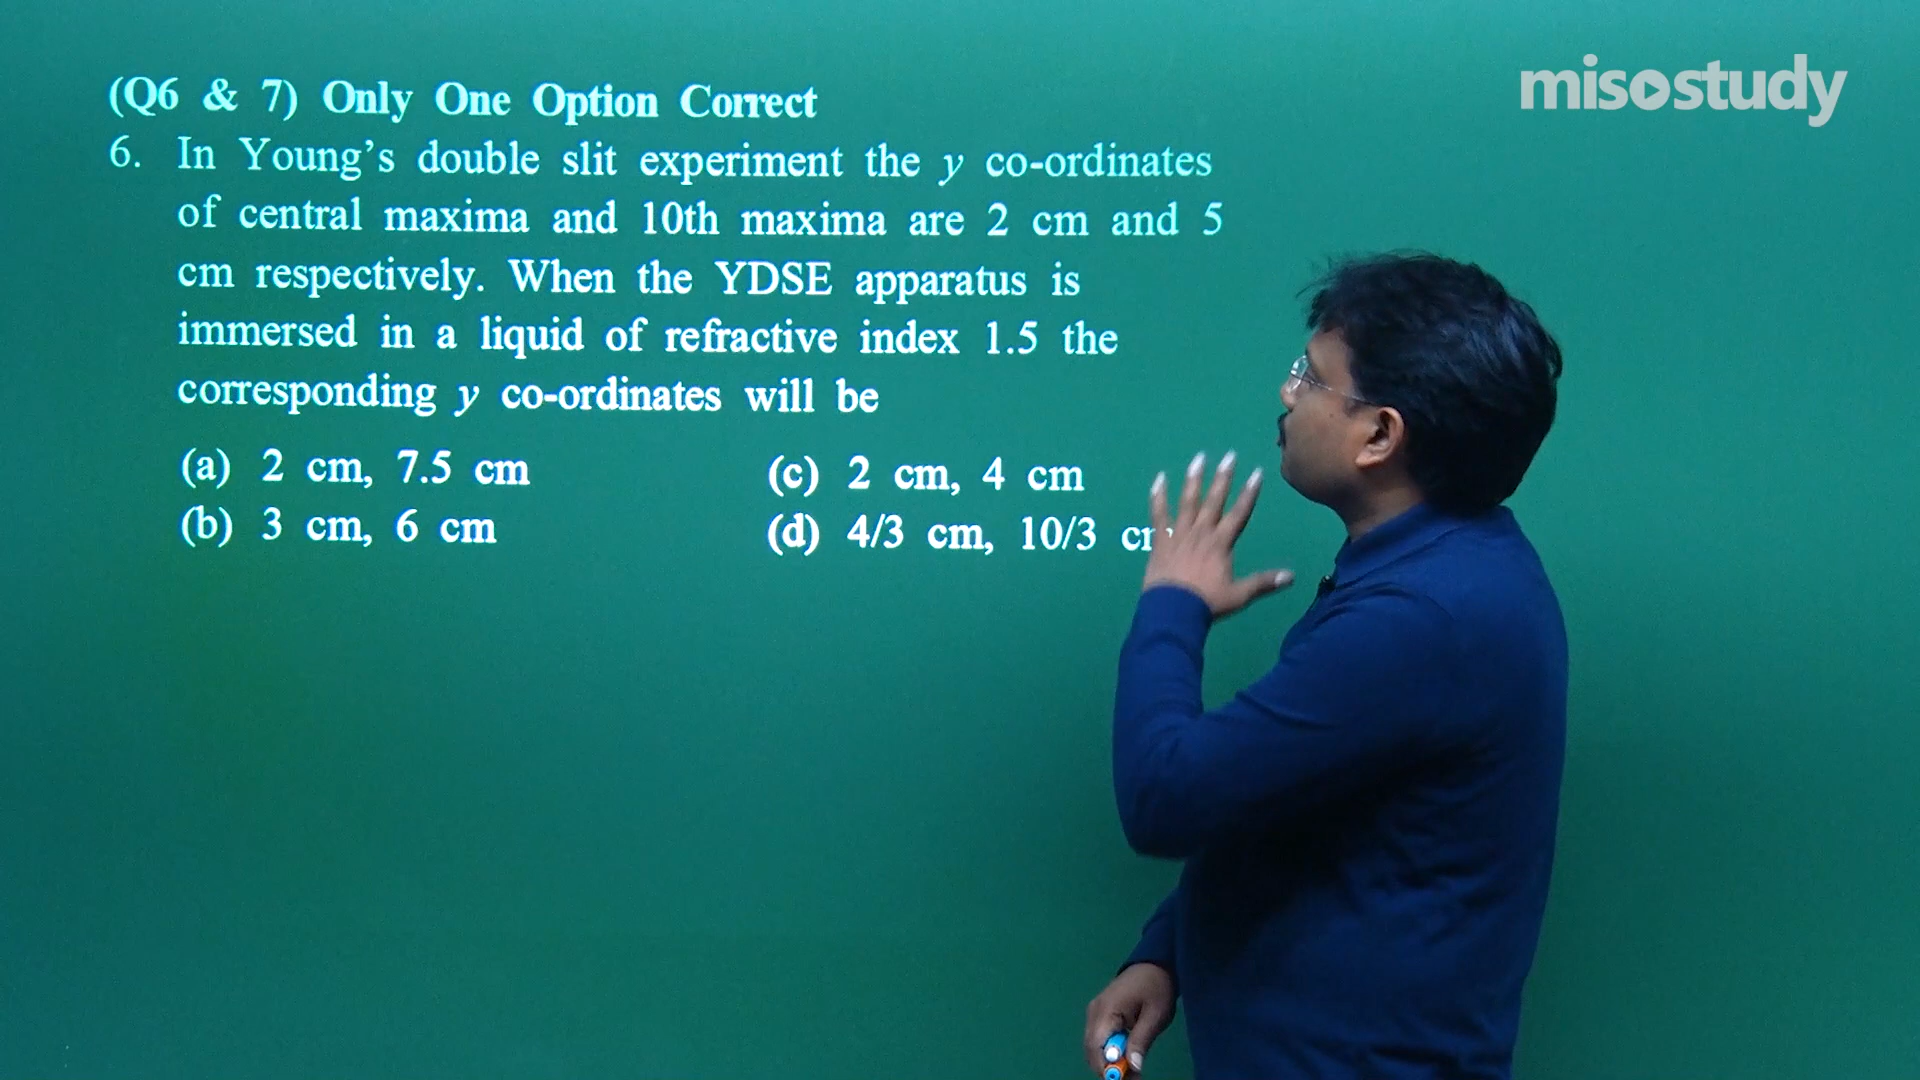 misostudy
(Q6 & 7) Only One Option Correct
6. In Young's double slit experiment the y co-ordinates
of central maxima and 10th maxima are 2 cm and 5
cm respectively. When the YDSE apparatus is
immersed in a liquid of refractive index 1.5 the
corresponding y co-ordinates will be
(a) 2 cm, 7.5 cm
(c) 2 cm, 4 cm
(b) 3 cm, 6 cm
(d) 4/3 cm, 10/3